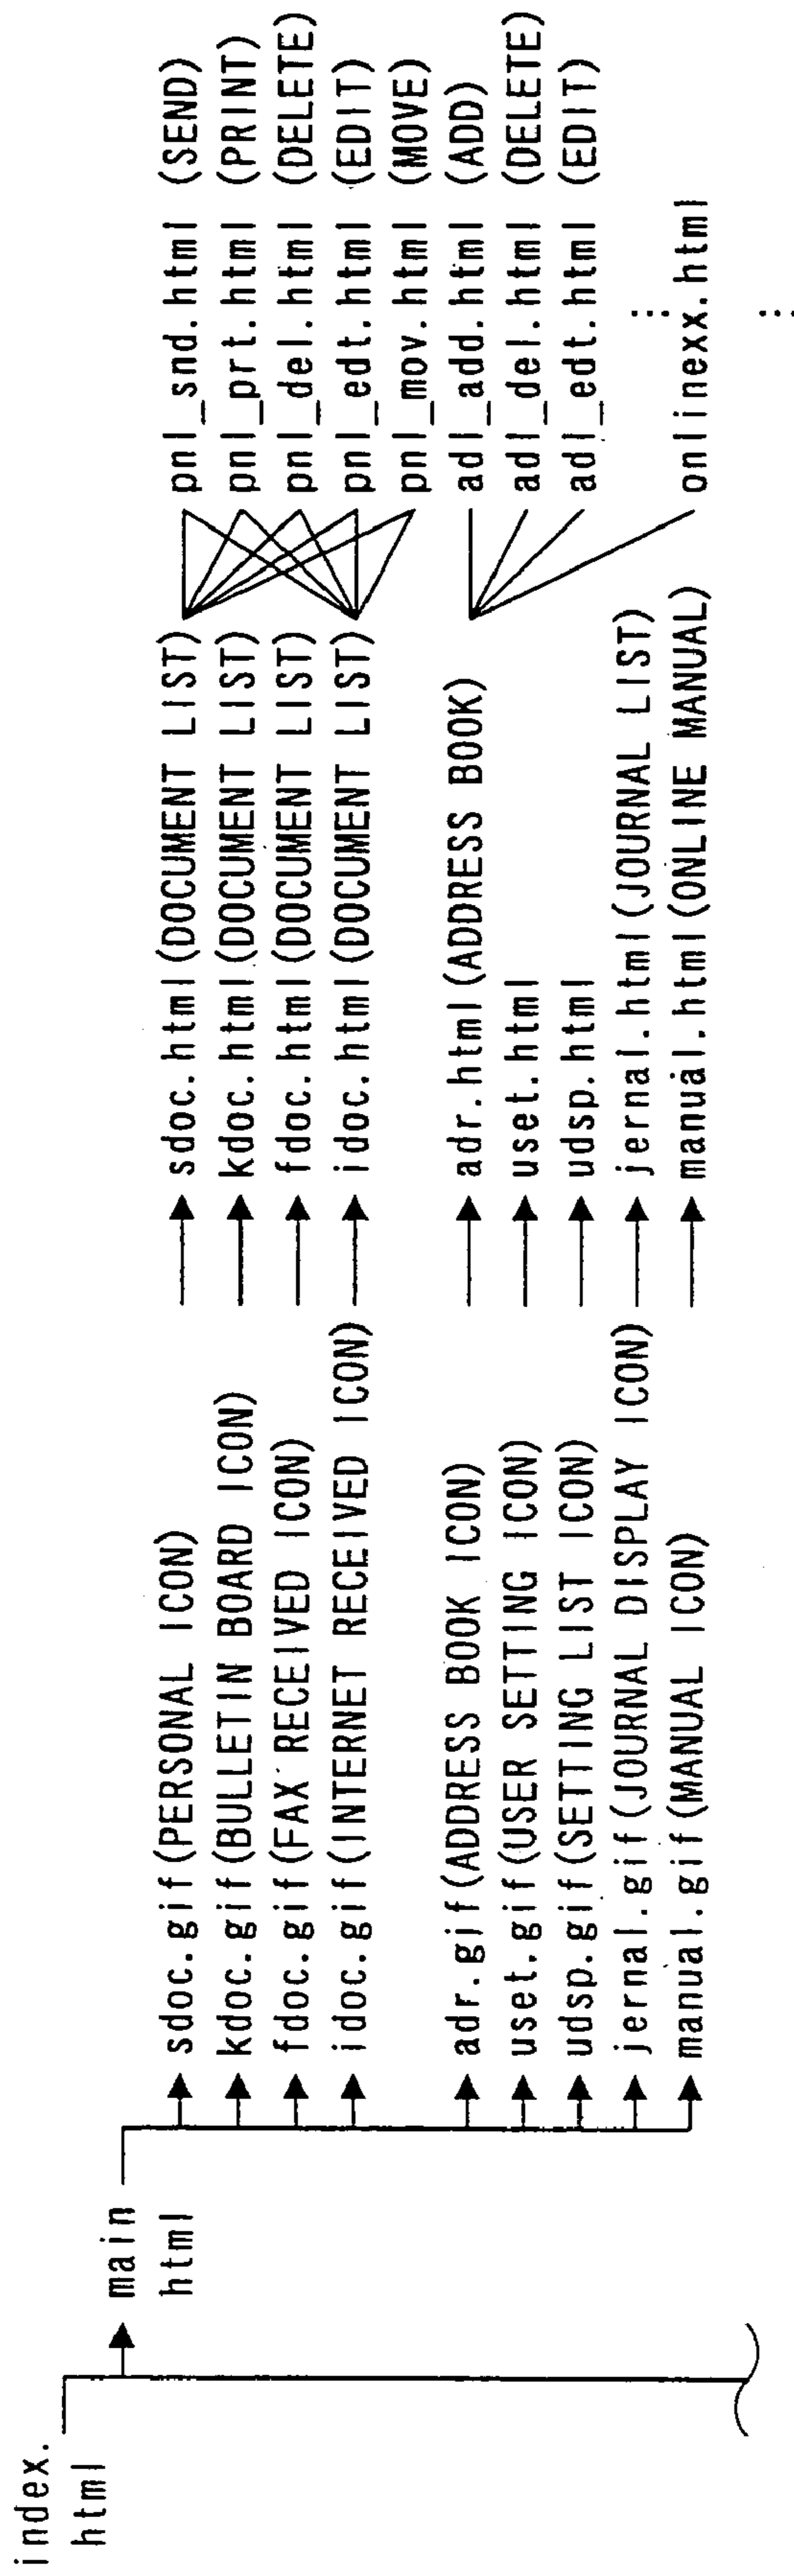 index.
html
main
html
sdoc.gif(PERSONAL ICON)
kdoc.gif(BULLETIN BOARD ICON)
fdoc.gif(FAX RECEIVED ICON)
idoc.gif(INTERNET RECEIVED ICON)
adr.gif(ADDRESS BOOK ICON)
uset.gif(USER SETTING ICON)
udsp.gif(SETTING LIST ICON)
jernal.gif(JOURNAL DISPLAY ICON)
manual.gif(MANUAL ICON)
sdoc.html(DOCUMENT LIST)
kdoc.html(DOCUMENT LIST)
fdoc.html(DOCUMENT LIST)
idoc.html(DOCUMENT LIST)
adr.html(ADDRESS BOOK)
uset.html
udsp.html
jernal.html(JOURNAL LIST)
manual.html(ONLINE MANUAL)
pnl_snd.html (SEND)
pnl_prt.html (PRINT)
pnl_del.html (DELETE)
pnl_edt.html (EDIT)
pnl_mov.html (MOVE)
adl_add.html (ADD)
adl_del.html (DELETE)
adl_edt.html (EDIT)
onlinexx.html